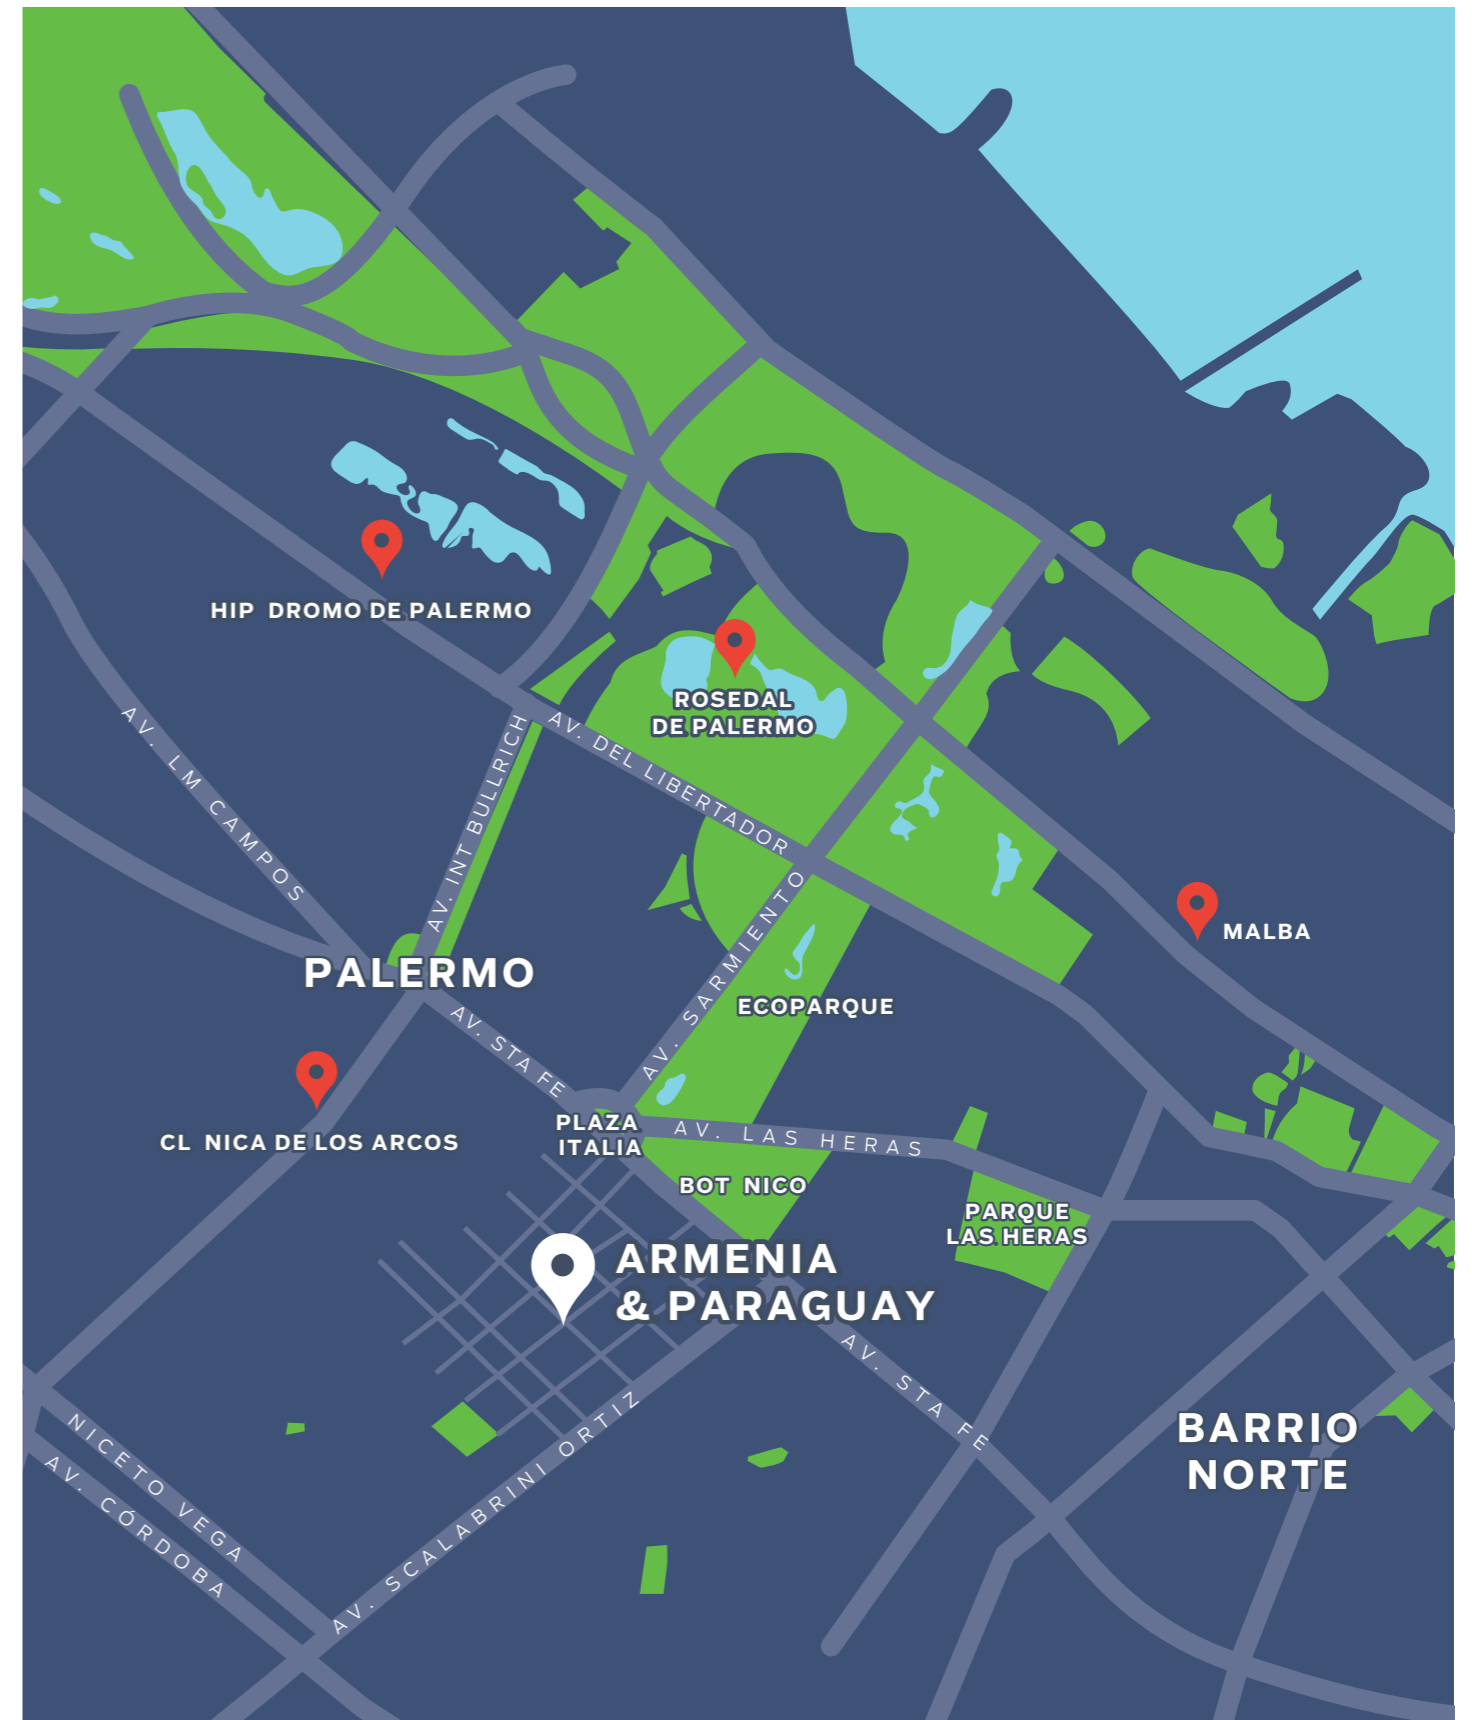 HIP DROMO DE PALERMO
ROSEDAL
DE PALERMO
AV. LM CAMPOS
AV. INT BULLRICH
AV. DEL LIBERTADOR
MALBA
PALERMO
AV. SARMIENTO
ECOPARQUE
AV. STA FE
CL NICA DE LOS ARCOS
PLAZA
ITALIA
AV. LAS HERAS
BOT NICO
PARQUE
LAS HERAS
ARMENIA
& PARAGUAY
AV. STA FE
BARRIO
NORTE
NICETO VEGA
AV. CÓRDOBA
AV. SCALABRINI ORTIZ